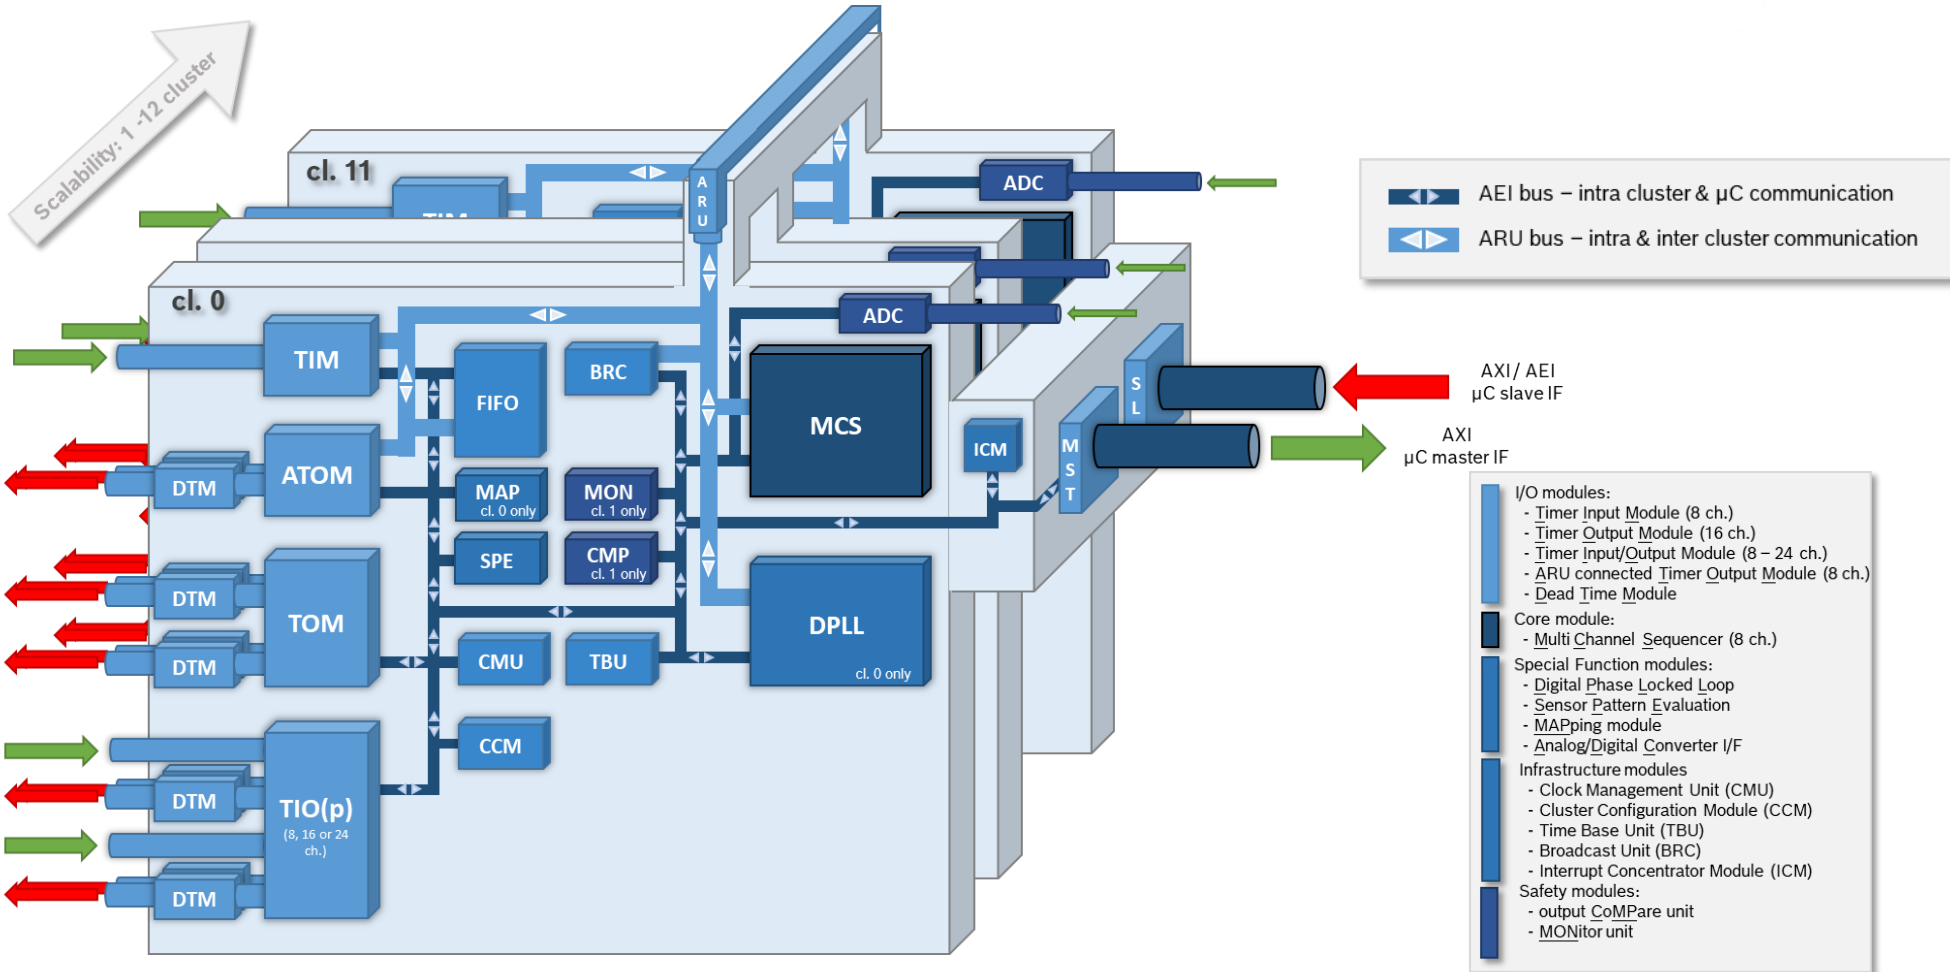 Scalability: 1 -12 cluster
cl. 11
TIM
ADC
ARU
cl. 0
ADC
TIM
FIFO
BRC
MCS
ATOM
DTM
MAP
cl. 0 only
MON
cl. 1 only
ICM
MST
SL
SPE
CMP
cl. 1 only
DTM
TOM
DTM
CMU
TBU
DPLL
cl. 0 only
CCM
TIO(p)
(8, 16 or 24
ch.)
DTM
DTM
AEI bus – intra cluster & µC communication
ARU bus – intra & inter cluster communication
AXI / AEI
µC slave IF
AXI
µC master IF
I/O modules:
- Timer Input Module (8 ch.)
- Timer Output Module (16 ch.)
- Timer Input/Output Module (8 – 24 ch.)
- ARU connected Timer Output Module (8 ch.)
- Dead Time Module
Core module:
- Multi Channel Sequencer (8 ch.)
Special Function modules:
- Digital Phase Locked Loop
- Sensor Pattern Evaluation
- MAPping module
- Analog/Digital Converter I/F
Infrastructure modules
- Clock Management Unit (CMU)
- Cluster Configuration Module (CCM)
- Time Base Unit (TBU)
- Broadcast Unit (BRC)
- Interrupt Concentrator Module (ICM)
Safety modules:
- output CoMPare unit
- MONitor unit